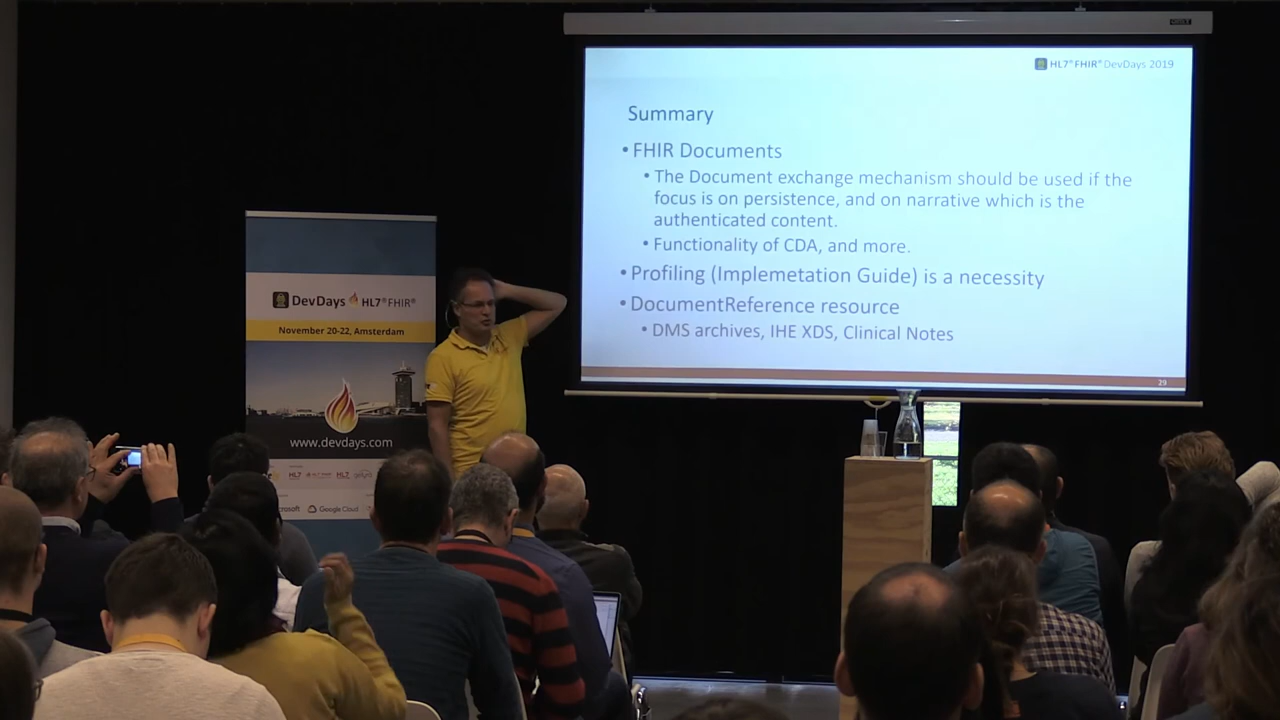 HL7® FHIR® DevDays 2019
Summary
• FHIR Documents
• The Document exchange mechanism should be used if the
focus is on persistence, and on narrative which is the
authenticated content.
• Functionality of CDA, and more.
• Profiling (Implemetation Guide) is a necessity
• DocumentReference resource
• DMS archives, IHE XDS, Clinical Notes
29
DevDays HL7® FHIR®
November 20-22, Amsterdam
www.devdays.com
HL7 HL7
Google Cloud